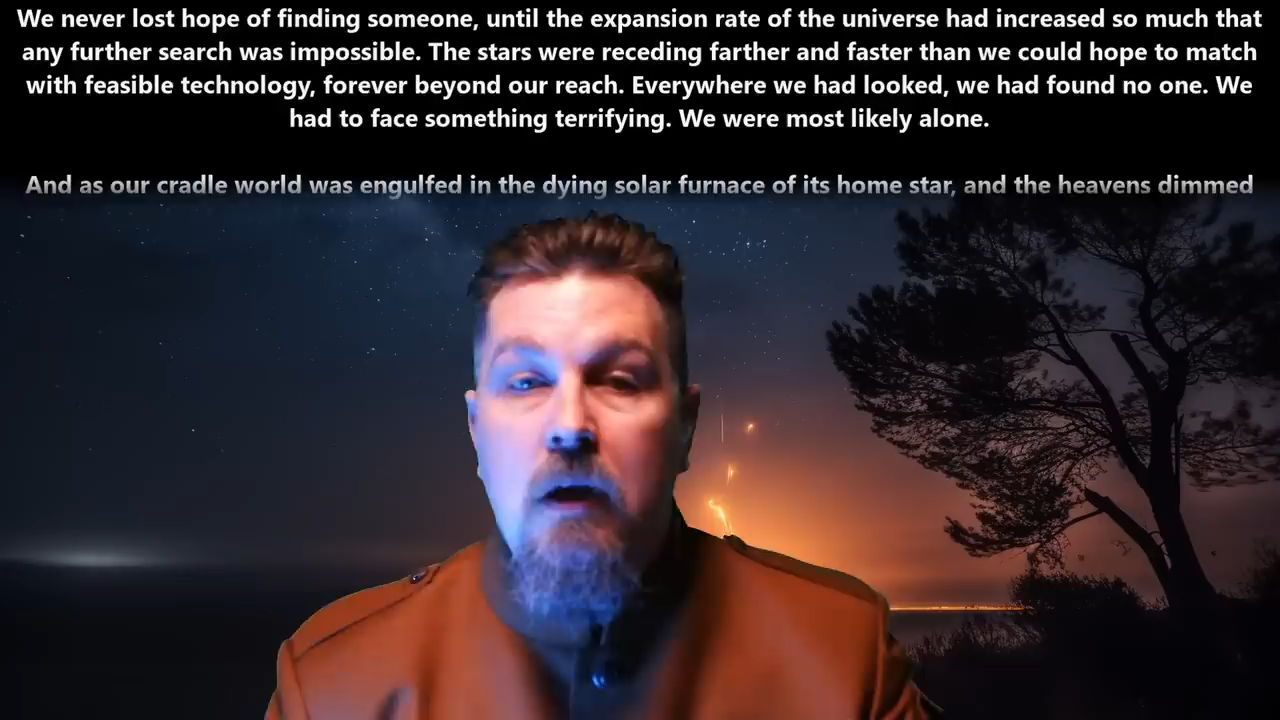 We never lost hope of finding someone, until the expansion rate of the universe had increased so much that
any further search was impossible. The stars were receding farther and faster than we could hope to match
with feasible technology, forever beyond our reach. Everywhere we had looked, we had found no one. We
had to face something terrifying. We were most likely alone.
And as our cradle world was engulfed in the dying solar furnace of its home star, and the heavens dimmed